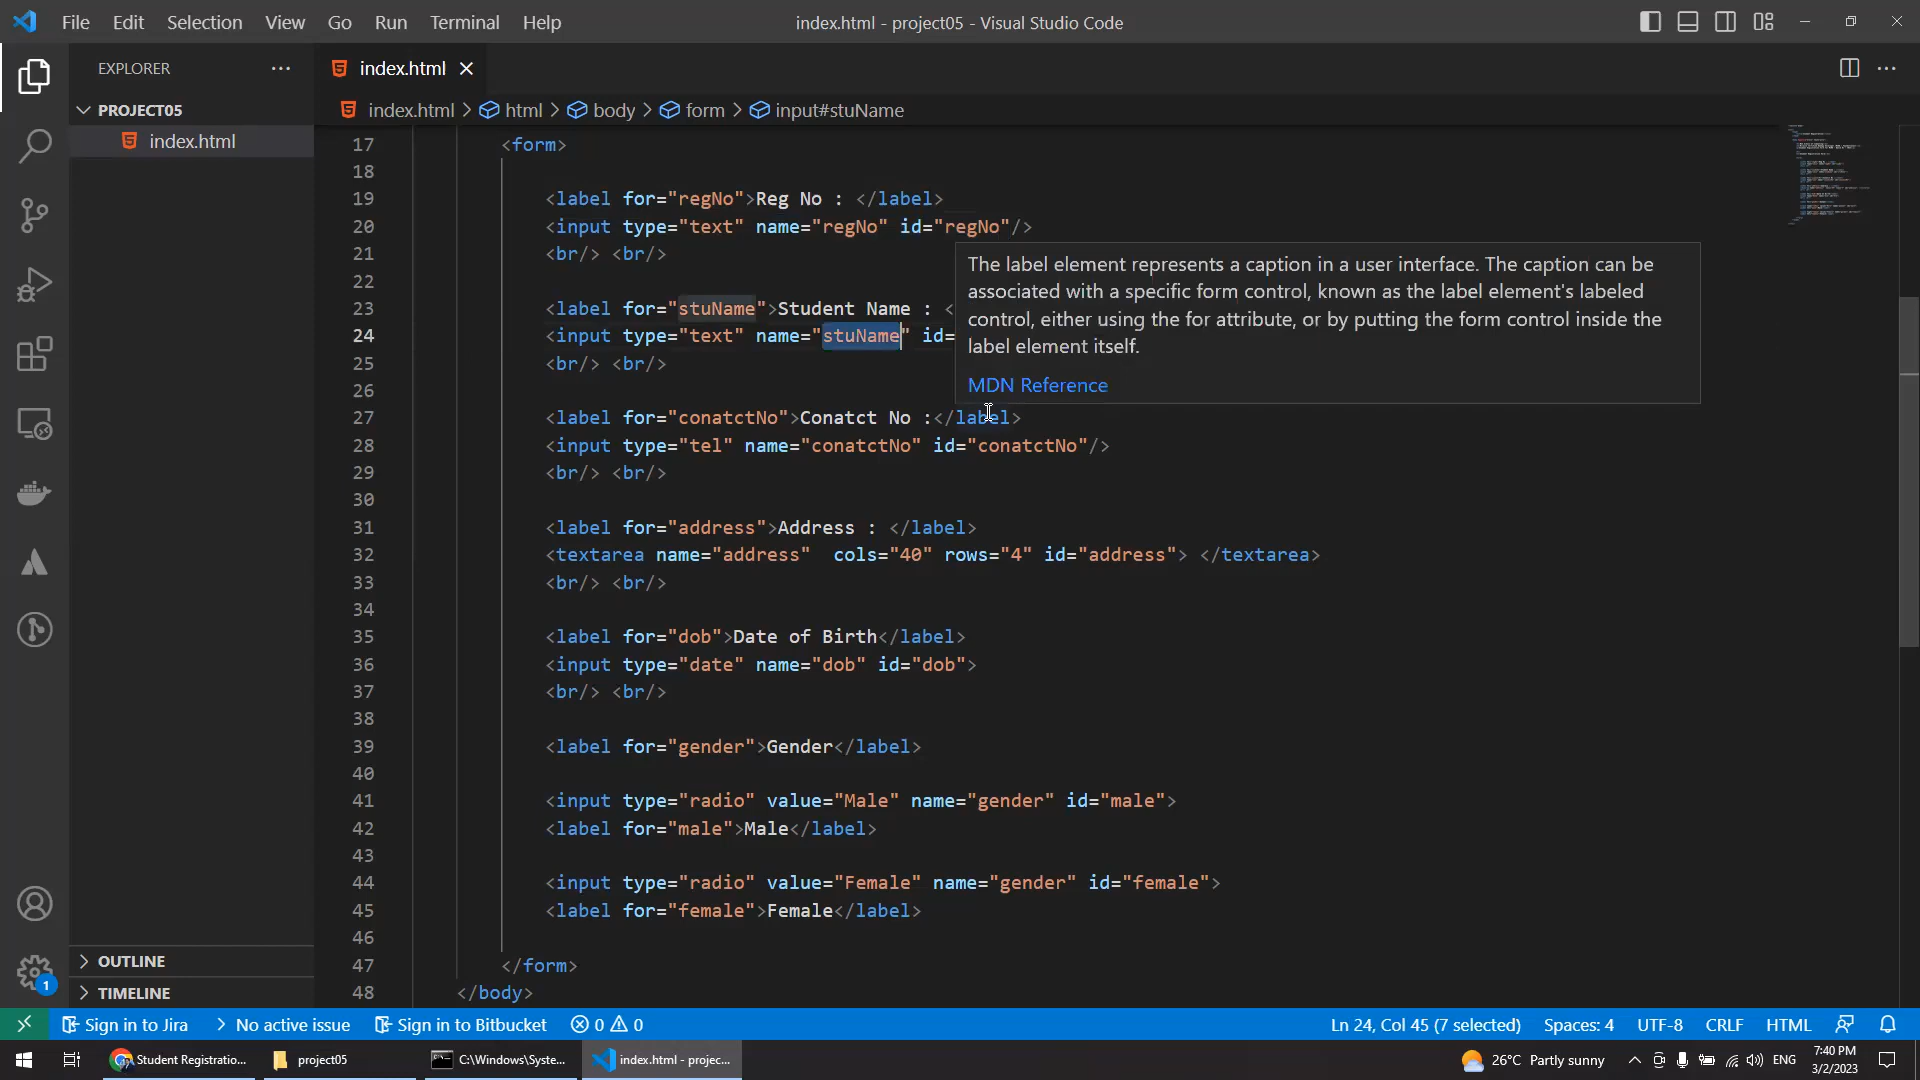 File Edit Selection View Go Run Terminal Help
index.html - project05 - Visual Studio Code
EXPLORER
index.html
PROJECT05
index.html
index.html > html > body > form > input#stuName
17 <form>
18
19 <label for="regNo">Reg No : </label>
20 <input type="text" name="regNo" id="regNo"/>
21 <br/> <br/>
22
23 <label for="stuName">Student Name : <
24 <input type="text" name="stuName" id=
25 <br/> <br/>
26
The label element represents a caption in a user interface. The caption can be
associated with a specific form control, known as the label element's labeled
control, either using the for attribute, or by putting the form control inside the
label element itself.
MDN Reference
27 <label for="conatctNo">Conatct No :</label>
28 <input type="tel" name="conatctNo" id="conatctNo"/>
29 <br/> <br/>
30
31 <label for="address">Address : </label>
32 <textarea name="address"  cols="40" rows="4" id="address"> </textarea>
33 <br/> <br/>
34
35 <label for="dob">Date of Birth</label>
36 <input type="date" name="dob" id="dob">
37 <br/> <br/>
38
39 <label for="gender">Gender</label>
40
41 <input type="radio" value="Male" name="gender" id="male">
42 <label for="male">Male</label>
43
44 <input type="radio" value="Female" name="gender" id="female">
45 <label for="female">Female</label>
46
47 </form>
48 </body>
OUTLINE
TIMELINE
1
Sign in to Jira > No active issue Sign in to Bitbucket 0 0
Ln 24, Col 45 (7 selected) Spaces: 4 UTF-8 CRLF HTML
Student Registratio... project05 C:\Windows\Syste... index.html - projec...
26°C Partly sunny ENG
7:40 PM
3/2/2023